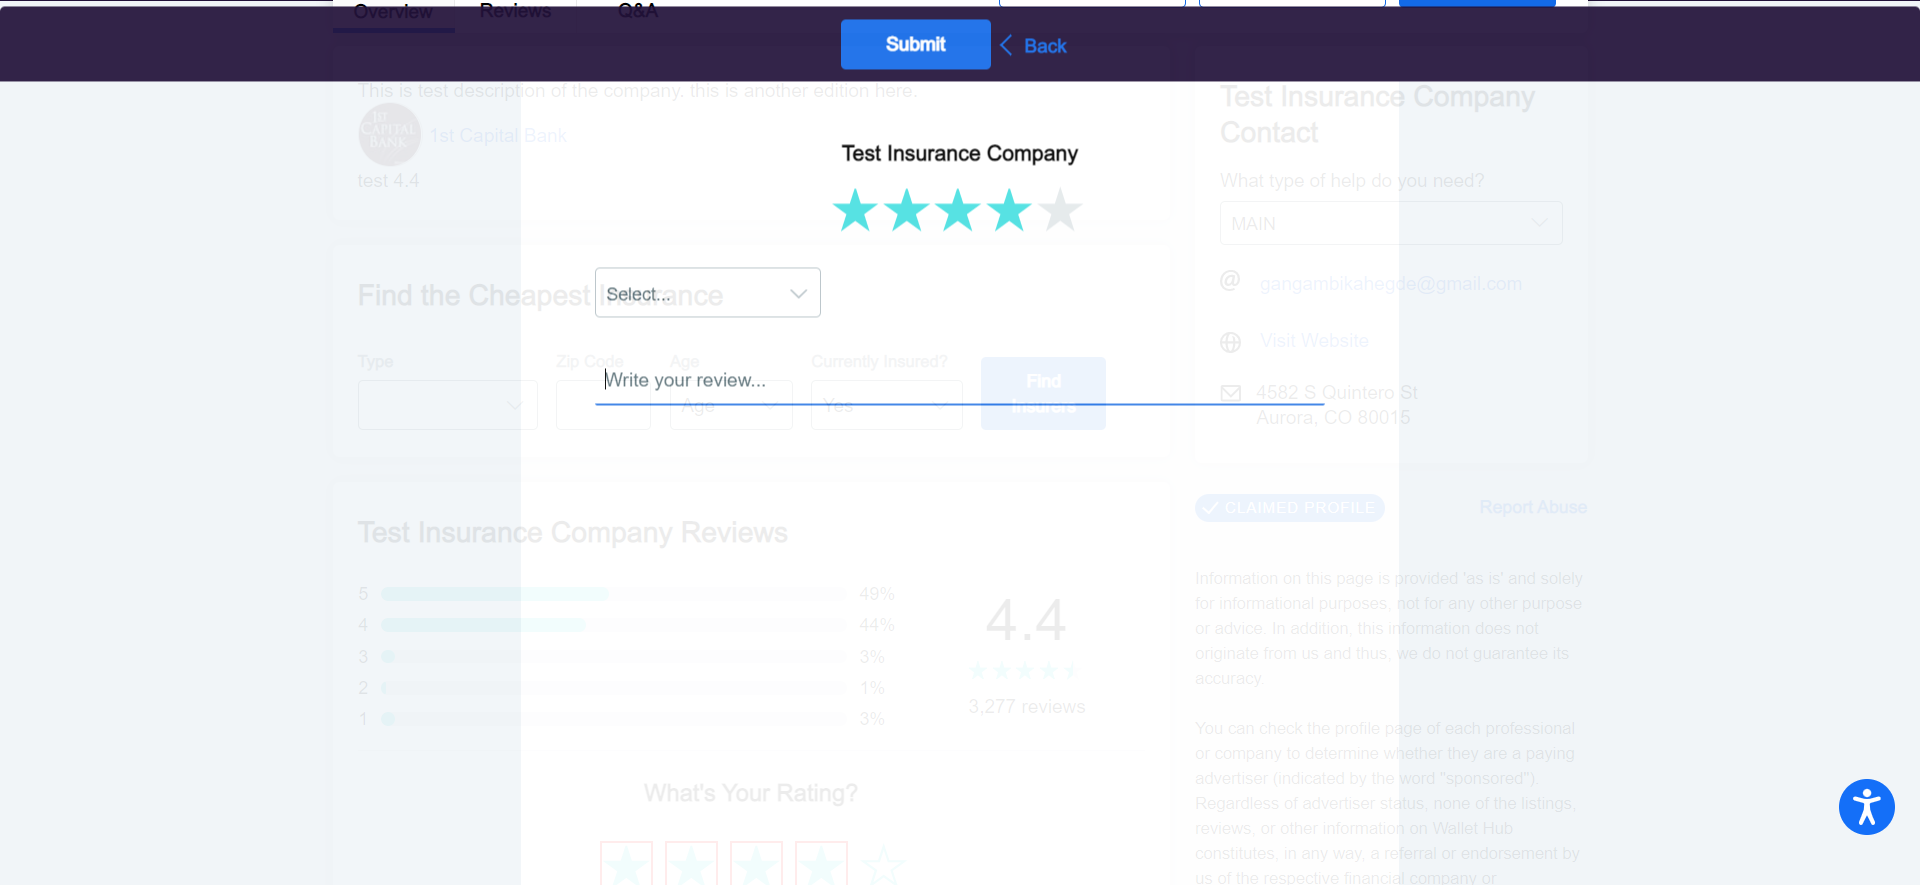 Overview
Reviews
Q&A
Submit
Back
This is test description of the company. this is another edition here.
1st
CAPITAL
BANK
1st Capital Bank
test 4.4
Test Insurance Company
Test Insurance Company
Contact
What type of help do you need?
MAIN
gangambikahegde@gmail.com
Visit Website
4582 S Quintero St
Aurora, CO 80015
Find the Cheapest Insurance
Select...
Type
Zip Code
Age
Currently Insured?
Write your review...
Age
Yes
Find
Insurers
CLAIMED PROFILE
Report Abuse
Test Insurance Company Reviews
5 49%
4 44%
3 3%
2 1%
1 3%
4.4
3,277 reviews
What's Your Rating?
Information on this page is provided 'as is' and solely
for informational purposes, not for any other purpose
or advice. In addition, this information does not
originate from us and thus, we do not guarantee its
accuracy.
You can check the profile page of each professional
or company to determine whether they are a paying
advertiser (indicated by the word "sponsored").
Regardless of advertiser status, none of the listings,
reviews, or other information on Wallet Hub
constitutes, in any way, a referral or endorsement by
us of the respective financial company or